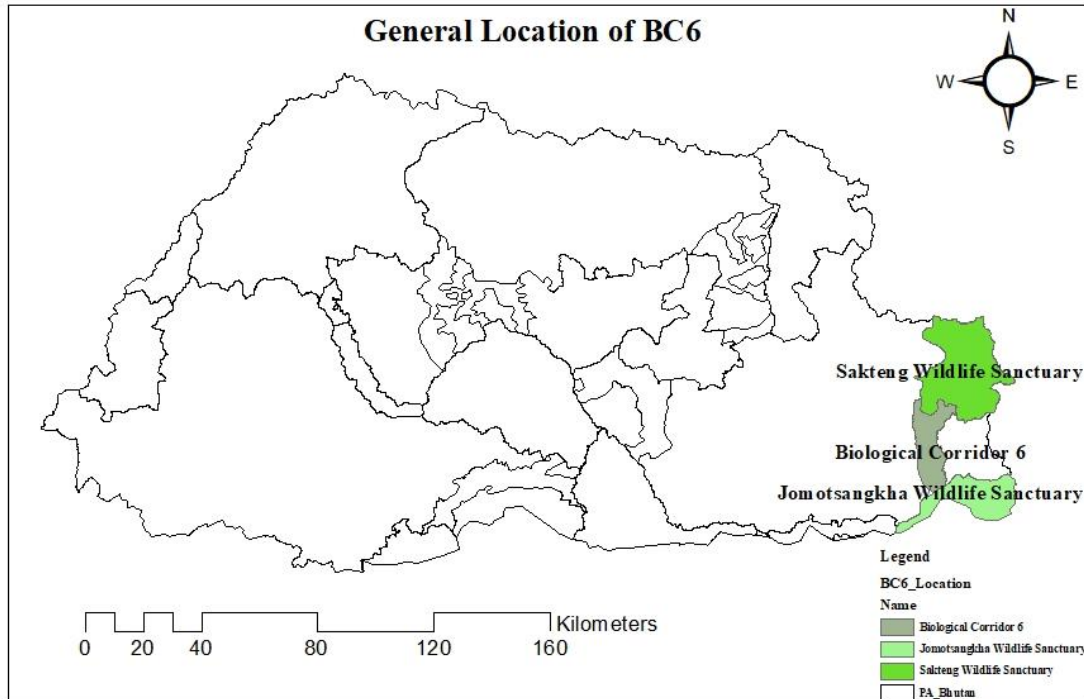 General Location of BC6
N
W E
S
Sakteng Wildlife Sanctuary
Biological Corridor 6
Jomotsangkha Wildlife Sanctuary
Legend
BC6_Location
Name
Biological Corridor 6
Jomotsangkha Wildlife Sanctuary
Sakteng Wildlife Sanctuary
PA_Bhutan
Kilometers
0 20 40 80 120 160